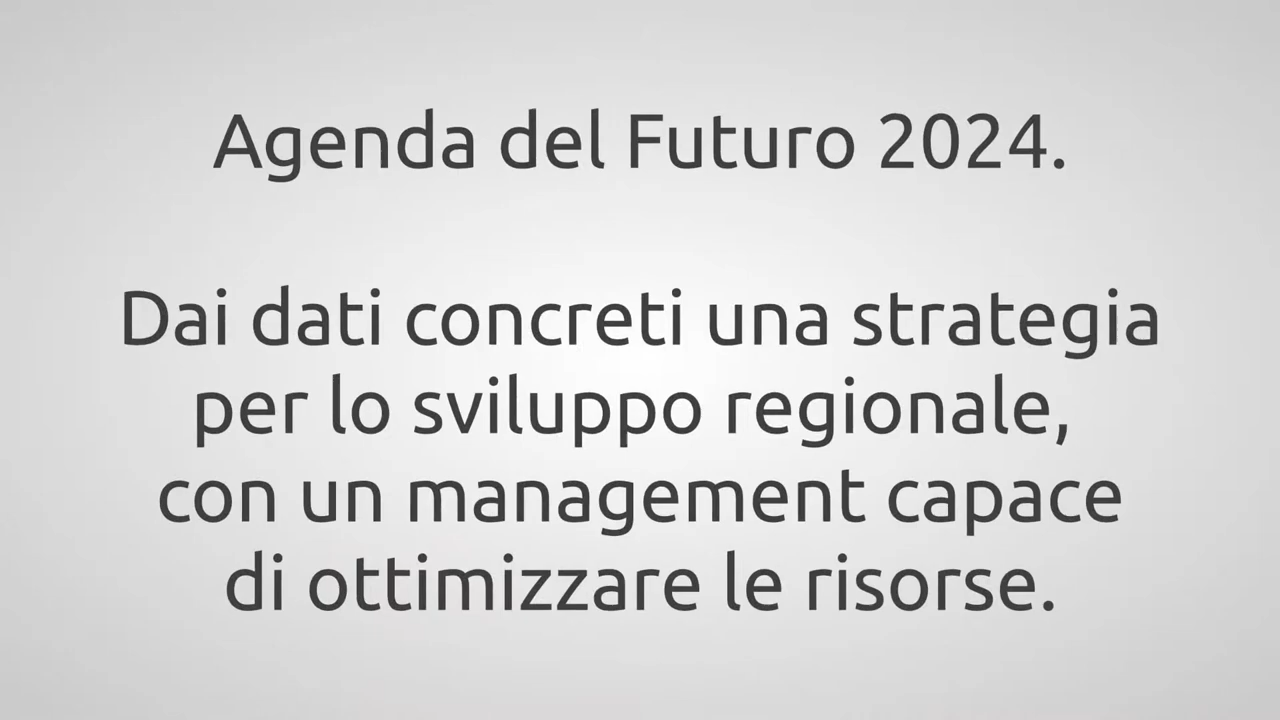 Agenda del Futuro 2024.
Dai dati concreti una strategia
per lo sviluppo regionale,
con un management capace
di ottimizzare le risorse.